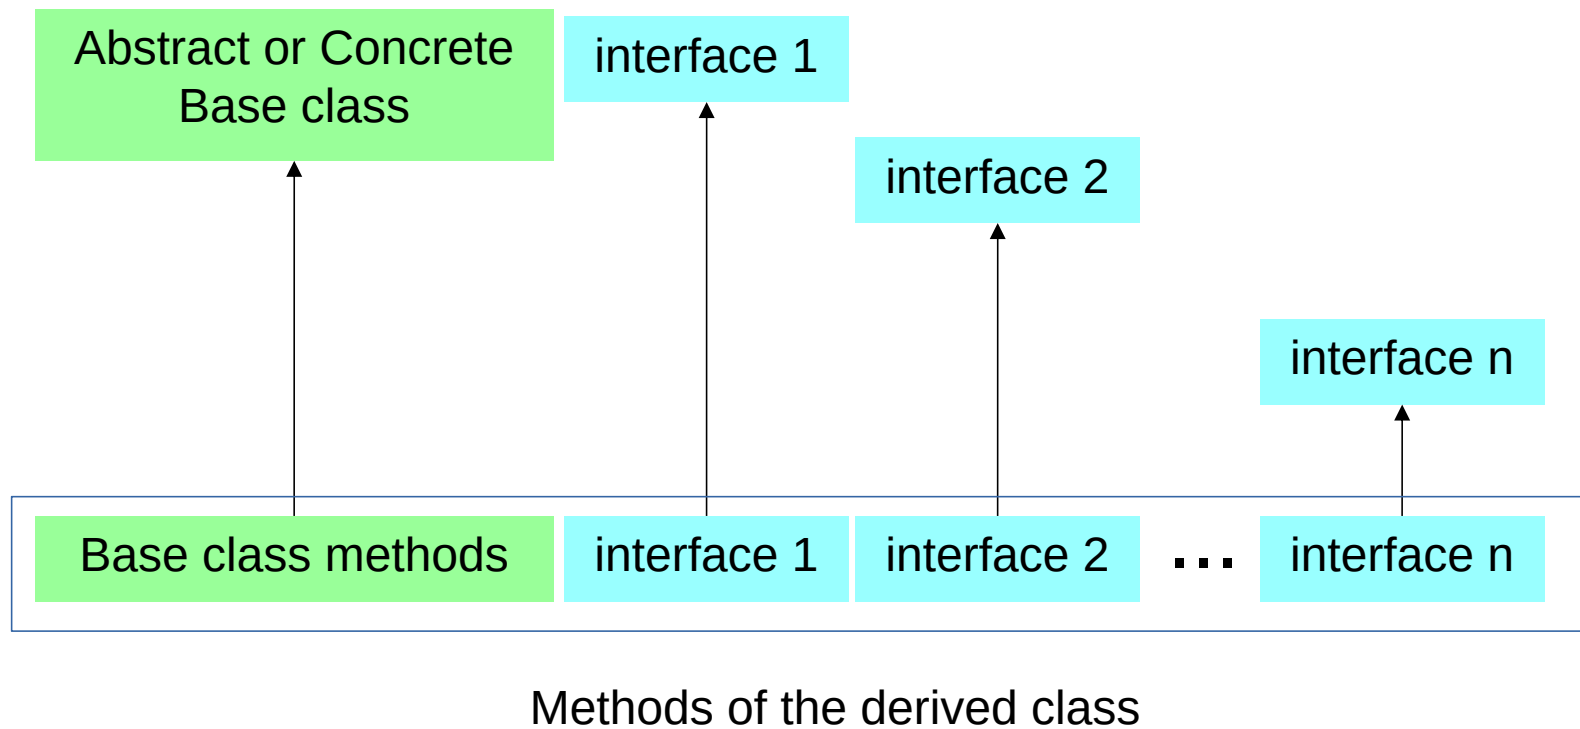 Abstract or Concrete
Base class
interface 1
interface 2
interface n
Base class methods
interface 1
interface 2
...
interface n
Methods of the derived class